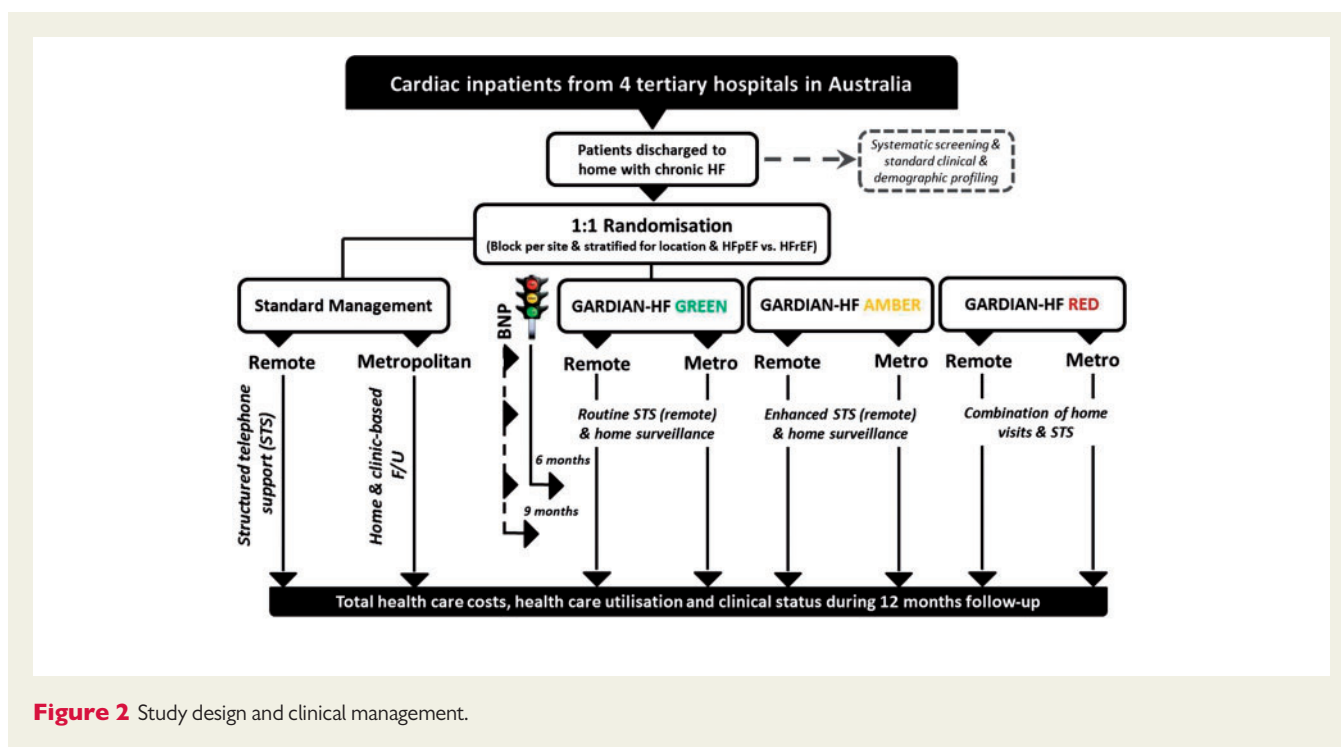 Cardiac inpatients from 4 tertiary hospitals in Australia
Patients discharged to
home with chronic HF
Systematic screening &
standard clinical &
demographic profiling
1:1 Randomisation
(Block per site & stratified for location & HFpEF vs. HFrEF)
Standard Management
BNP
GARDIAN-HF GREEN
GARDIAN-HF AMBER
GARDIAN-HF RED
Remote
Metropolitan
Remote
Metro
Remote
Metro
Remote
Metro
Structured telephone
support (STS)
Home & clinic-based
F/U
Routine STS (remote)
& home surveillance
Enhanced STS (remote)
& home surveillance
Combination of home
visits & STS
6 months
9 months
Total health care costs, health care utilisation and clinical status during 12 months follow-up
Figure 2 Study design and clinical management.